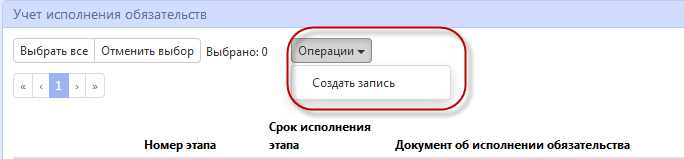 Учет исполнения обязательств
Выбрать все Отменить выбор Выбрано: 0 Операции
« ‹ 1 › » Создать запись
Номер этапа Срок исполнения этапа Документ об исполнении обязательства